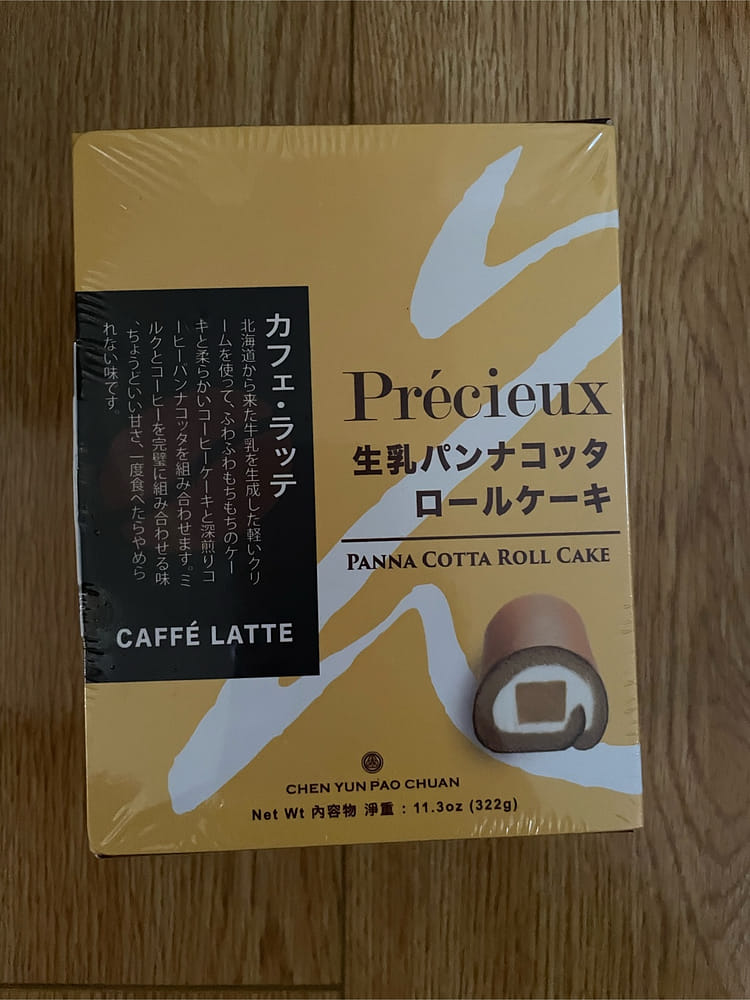 カフェ・ラッテ
北海道から来た牛乳を生成した軽いクリ
ームを使って、ふわふわもちもちのケー
キと柔らかいコーヒーケーキと深煎りコ
ーヒーパンナコッタを組み合わせます。ミ
ルクとコーヒーを完璧に組み合わせる味
、ちょうどいい甘さ、一度食べたらやめら
れない味です。
CAFFÉ LATTE
Précieux
生乳パンナコッタ
ロールケーキ
PANNA COTTA ROLL CAKE
CHEN YUN PAO CHUAN
Net Wt 內容物 淨重 : 11.3oz (322g)